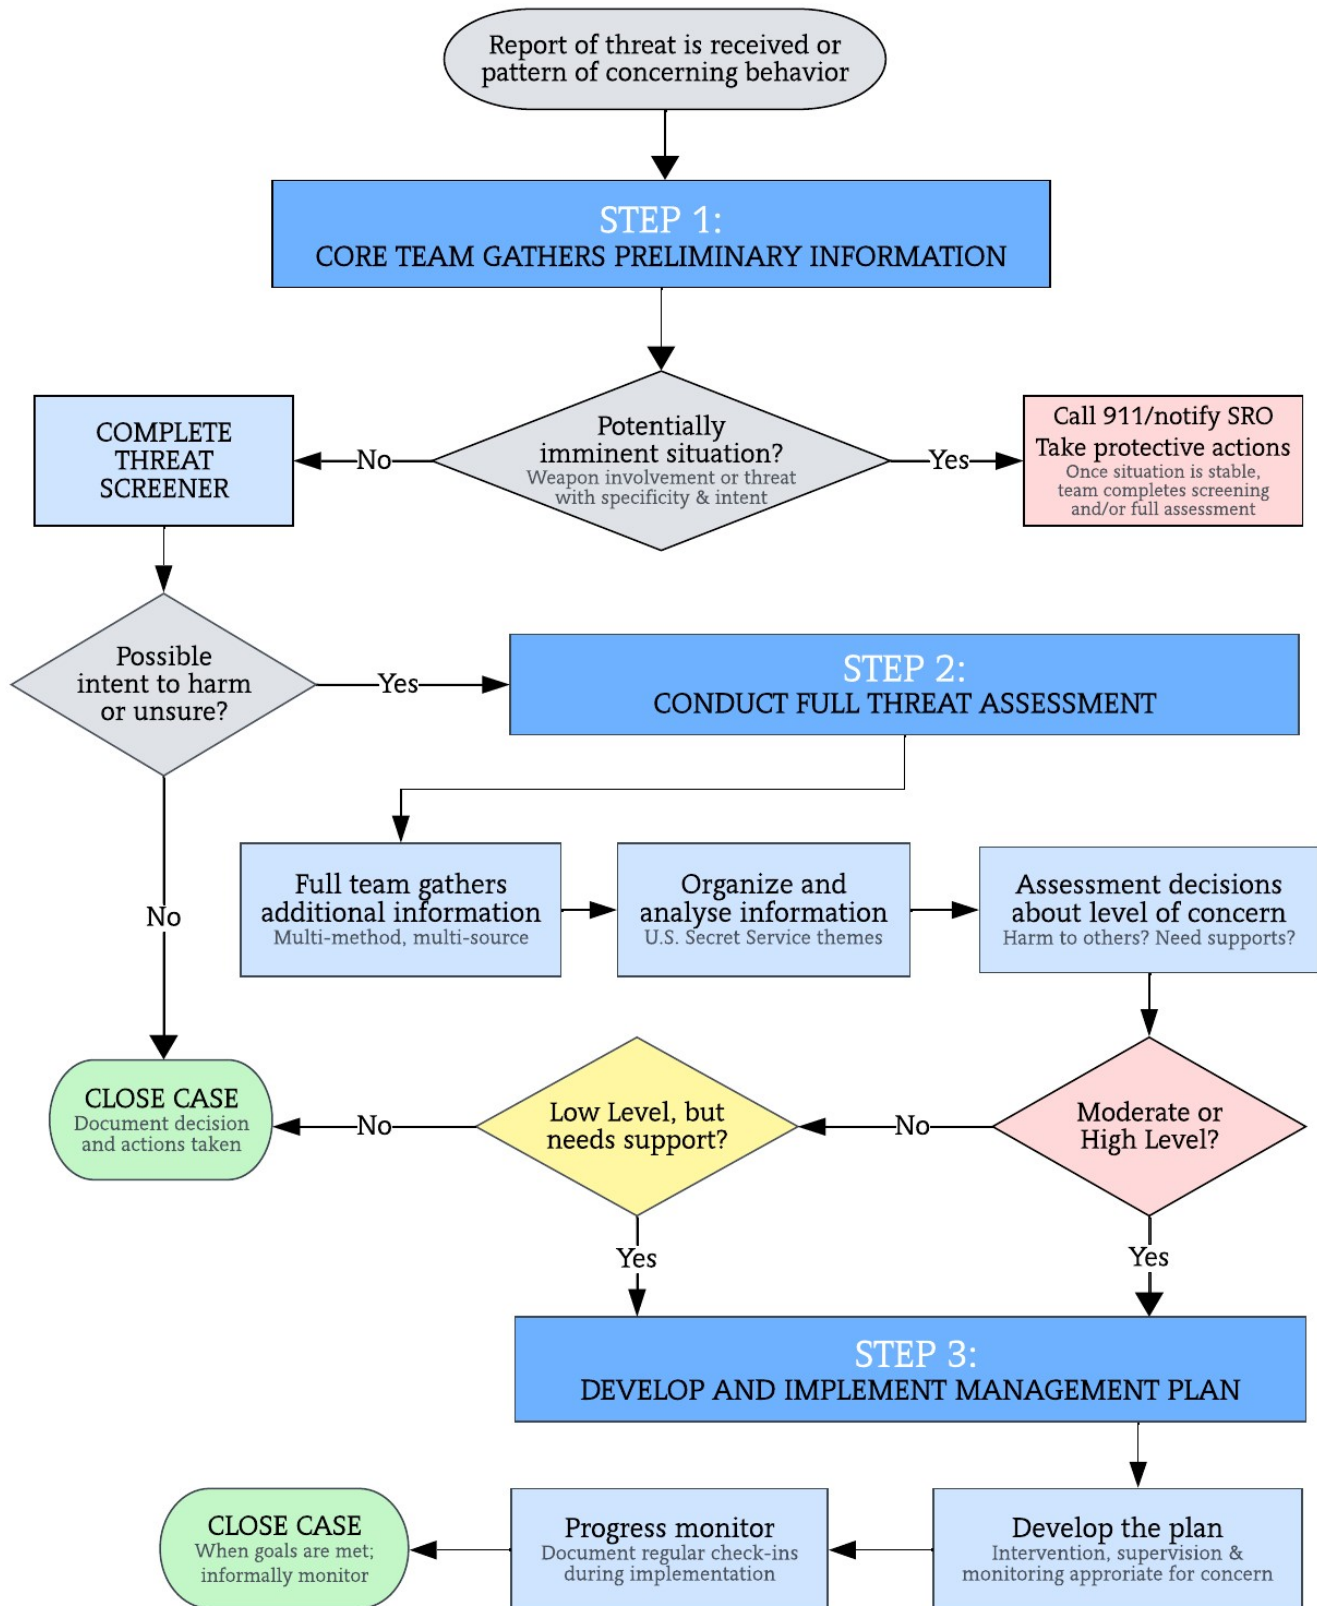 Report of threat is received or
pattern of concerning behavior
STEP 1:
CORE TEAM GATHERS PRELIMINARY INFORMATION
COMPLETE
THREAT
SCREENER
No
Potentially
imminent situation?
Weapon involvement or threat
with specificity & intent
Yes
Call 911/notify SRO
Take protective actions
Once situation is stable,
team completes screening
and/or full assessment
Possible
intent to harm
or unsure?
Yes
STEP 2:
CONDUCT FULL THREAT ASSESSMENT
No
Full team gathers
additional information
Multi-method, multi-source
Organize and
analyse information
U.S. Secret Service themes
Assessment decisions
about level of concern
Harm to others? Need supports?
CLOSE CASE
Document decision
and actions taken
No
Low Level, but
needs support?
No
Moderate or
High Level?
Yes
Yes
STEP 3:
DEVELOP AND IMPLEMENT MANAGEMENT PLAN
CLOSE CASE
When goals are met;
informally monitor
Progress monitor
Document regular check-ins
during implementation
Develop the plan
Intervention, supervision &
monitoring approriate for concern